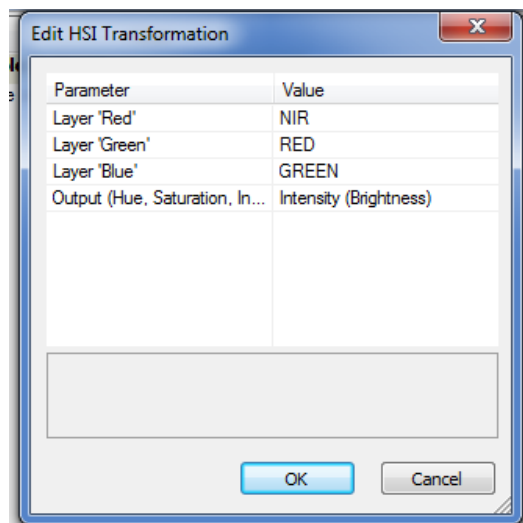 Edit HSI Transformation
Parameter Value
Layer 'Red' NIR
Layer 'Green' RED
Layer 'Blue' GREEN
Output (Hue, Saturation, In... Intensity (Brightness)
OK Cancel